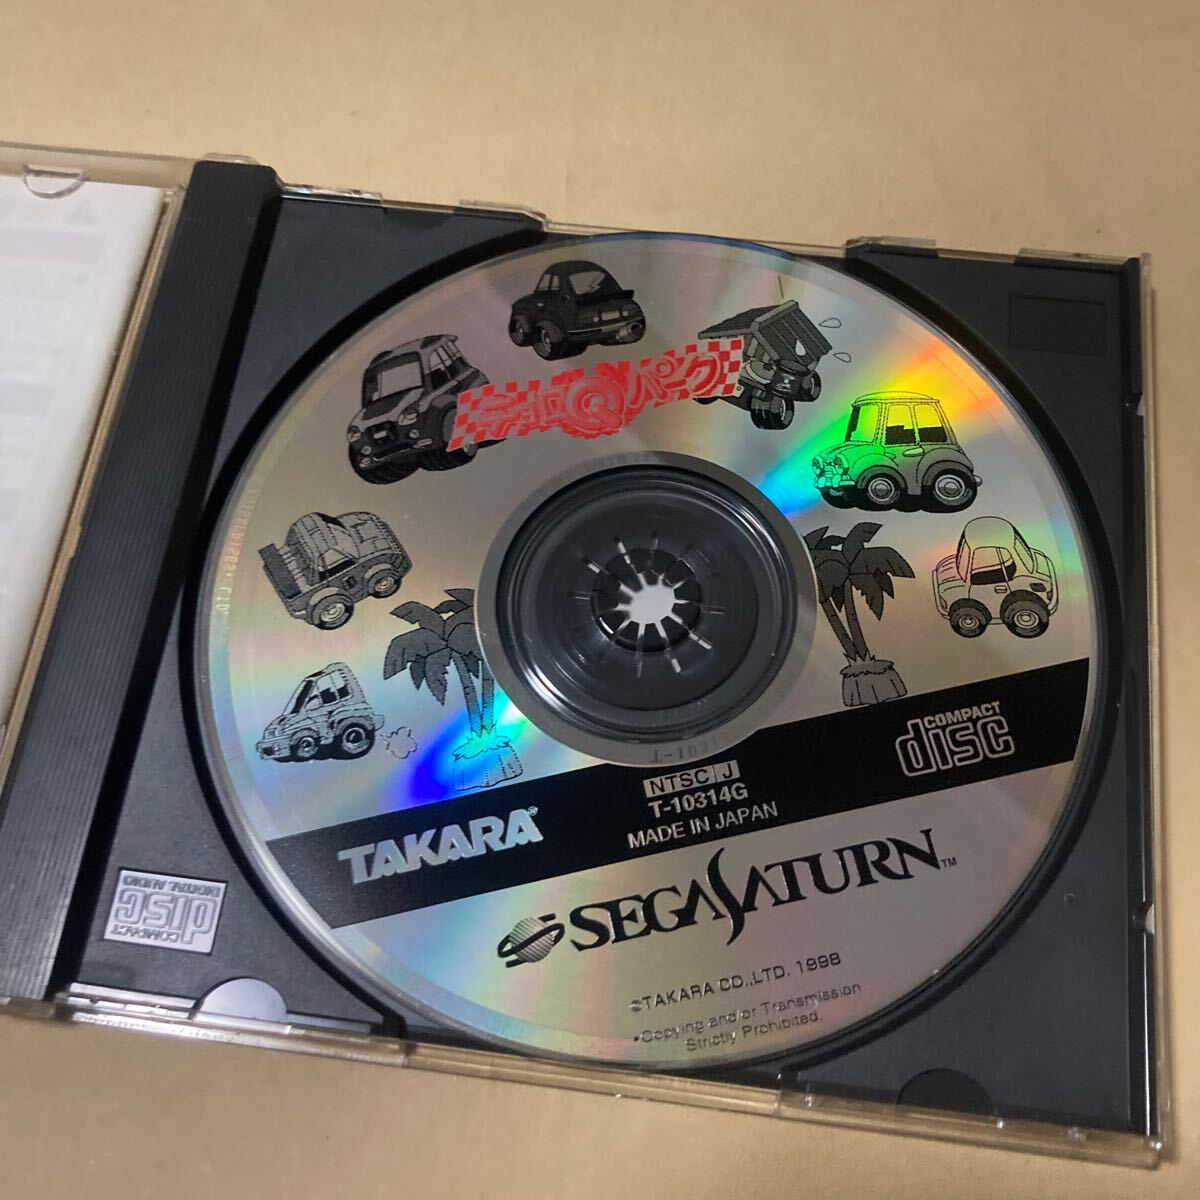 チョロQパーク
COMPACT
disc
NTSC J
T-10314G
MADE IN JAPAN
TAKARA
SEGA SATURN™
©TAKARA CO.,LTD. 1998
•Copying and/or Transmission
Strictly Prohibited.
COMPACT
disc
DIGITAL AUDIO